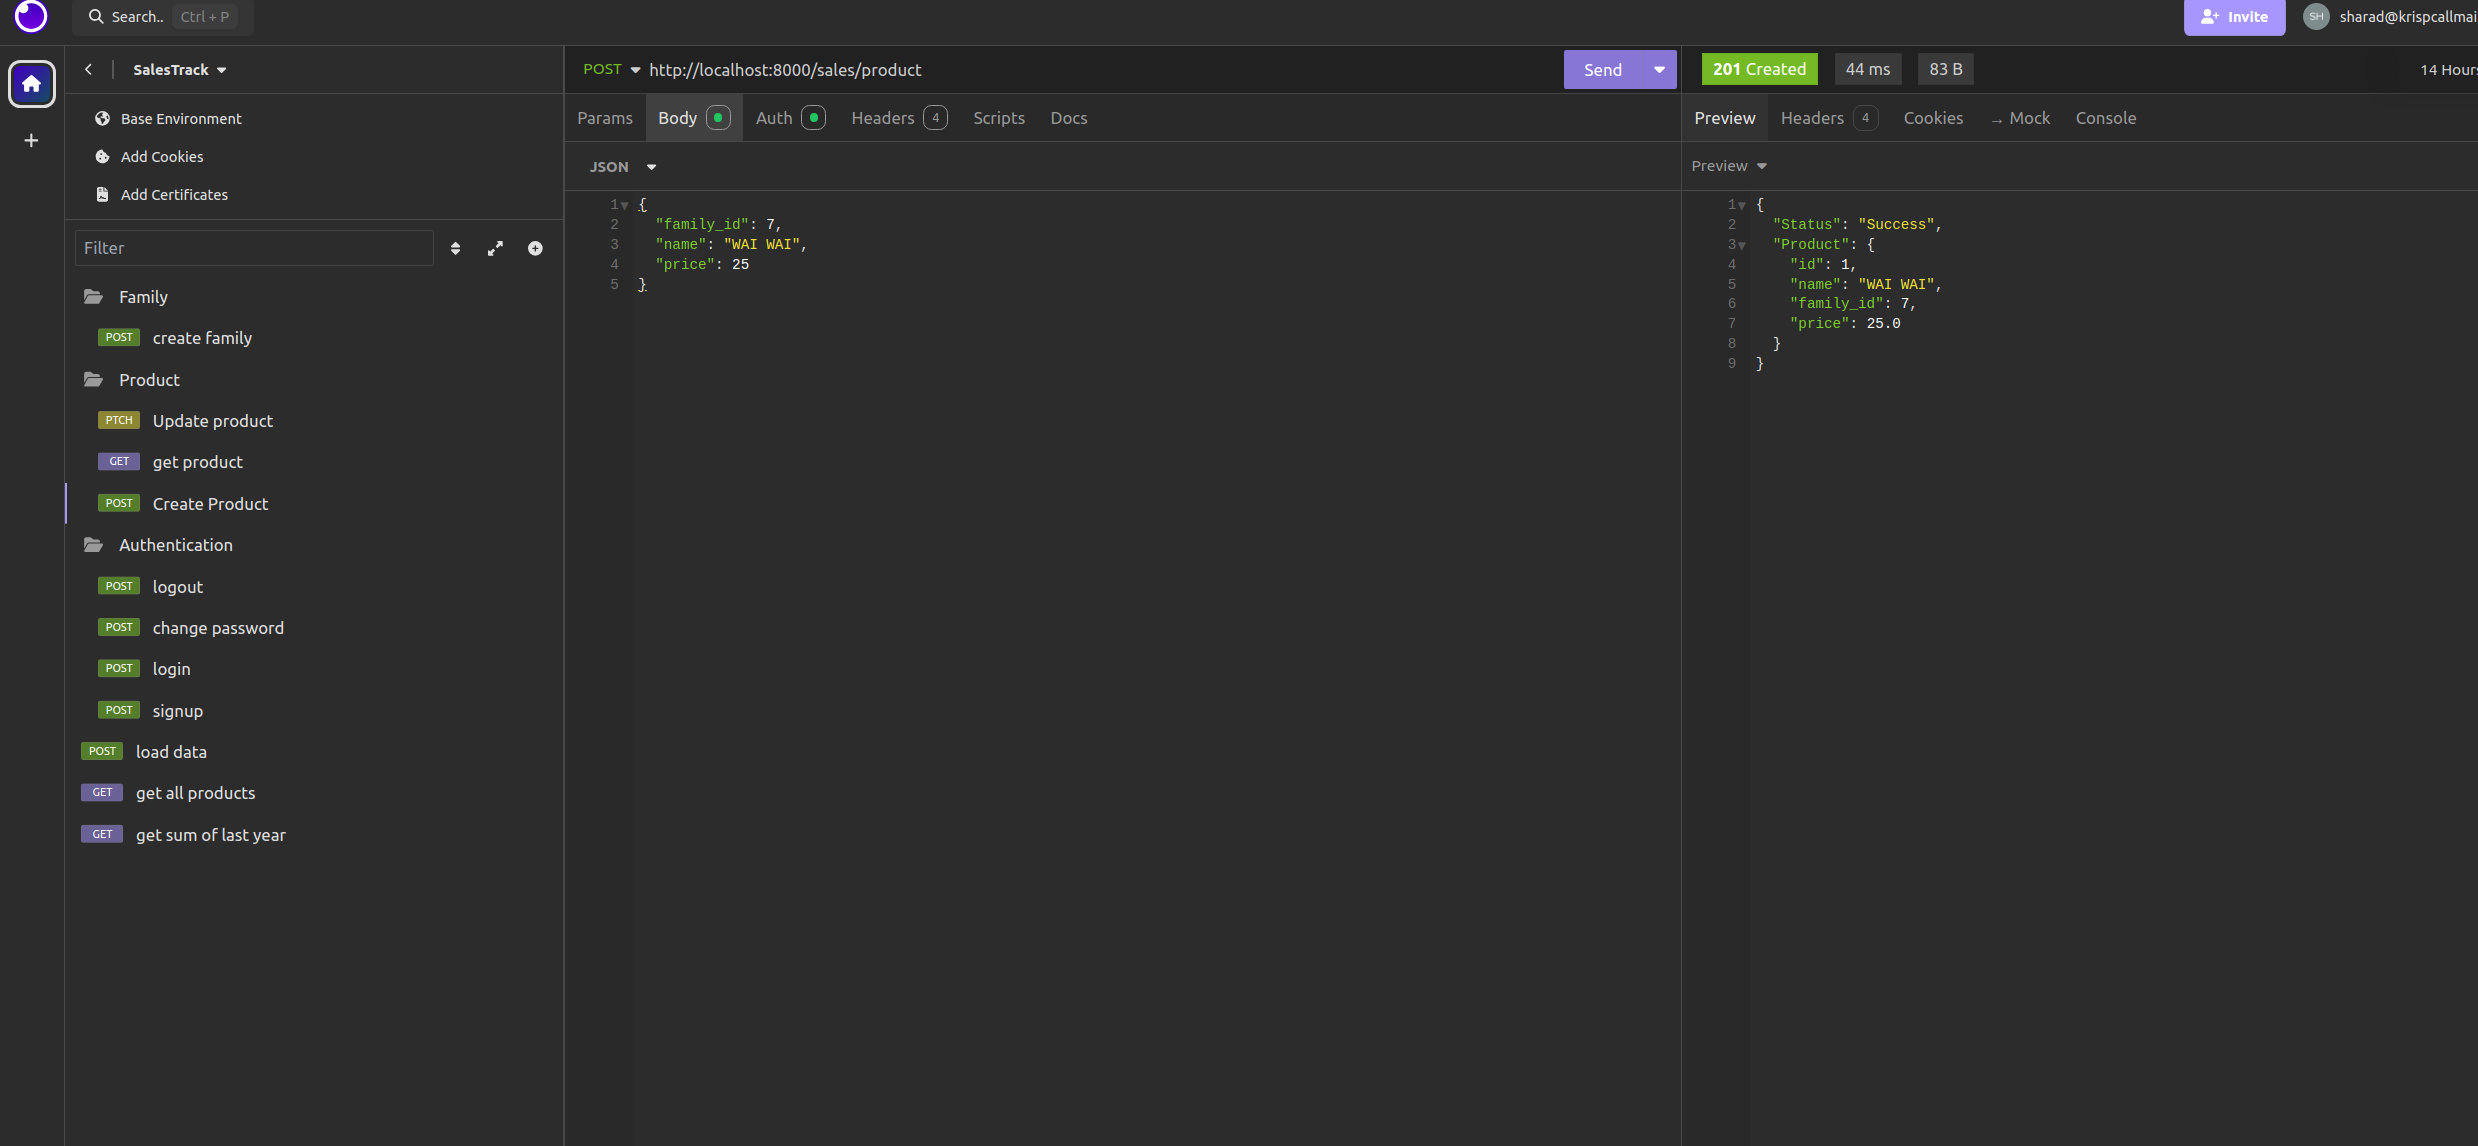 Search.. Ctrl + P
Invite SH sharad@krispcallmai
SalesTrack
Base Environment
Add Cookies
Add Certificates
Filter
Family
POST create family
Product
PTCH Update product
GET get product
POST Create Product
Authentication
POST logout
POST change password
POST login
POST signup
POST load data
GET get all products
GET get sum of last year
POST http://localhost:8000/sales/product Send
Params Body Auth Headers 4 Scripts Docs
JSON
1 {
2 "family_id": 7,
3 "name": "WAI WAI",
4 "price": 25
5 }
201 Created 44 ms 83 B 14 Hours
Preview Headers 4 Cookies → Mock Console
Preview
1 {
2 "Status": "Success",
3 "Product": {
4 "id": 1,
5 "name": "WAI WAI",
6 "family_id": 7,
7 "price": 25.0
8 }
9 }